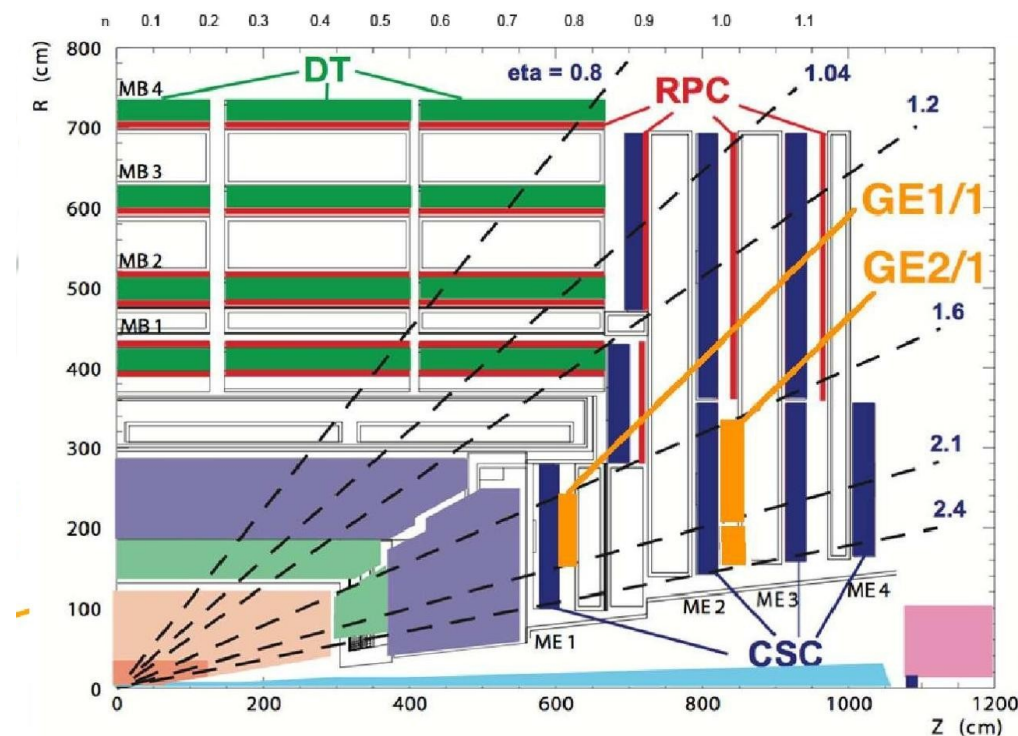 n 0.1 0.2 0.3 0.4 0.5 0.6 0.7 0.8 0.9 1.0 1.1
800
R (cm)
MB 4
DT
eta = 0.8
1.04
RPC
1.2
700
MB 3
600
GE1/1
MB 2
GE2/1
500
1.6
MB 1
400
300
2.1
2.4
200
100
ME 1
ME 2
ME 3
ME 4
CSC
0
0 200 400 600 800 1000 1200
Z (cm)